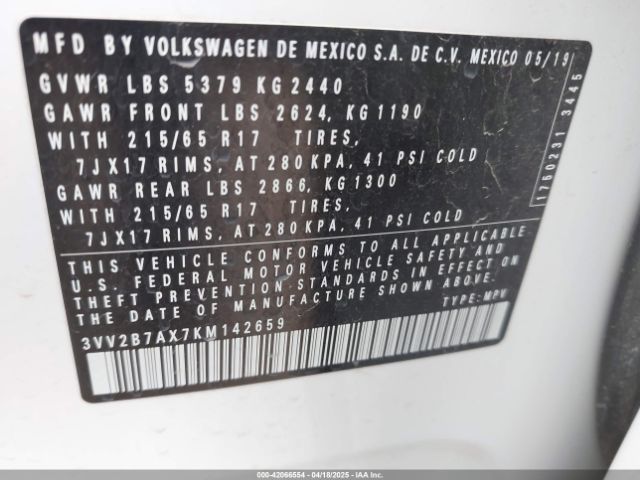 MFD BY VOLKSWAGEN DE MEXICO S.A. DE C.V. MEXICO 05/19
GVWR LBS 5379 KG 2440
GAWR FRONT LBS 2624, KG 1190
WITH 215/65 R17 TIRES,
7JX17 RIMS, AT 280 KPA, 41 PSI COLD
GAWR REAR LBS 2866, KG 1300
WITH 215/65 R17 TIRES,
7JX17 RIMS, AT 280 KPA, 41 PSI COLD
THIS VEHICLE CONFORMS TO ALL APPLICABLE
U.S. FEDERAL MOTOR VEHICLE SAFETY AND
THEFT PREVENTION STANDARDS IN EFFECT ON
THE DATE OF MANUFACTURE SHOWN ABOVE.
3VV2B7AX7KM142659 TYPE: MPV
1760231 3445
000-42066554 - 04/18/2025 - IAAI.COM